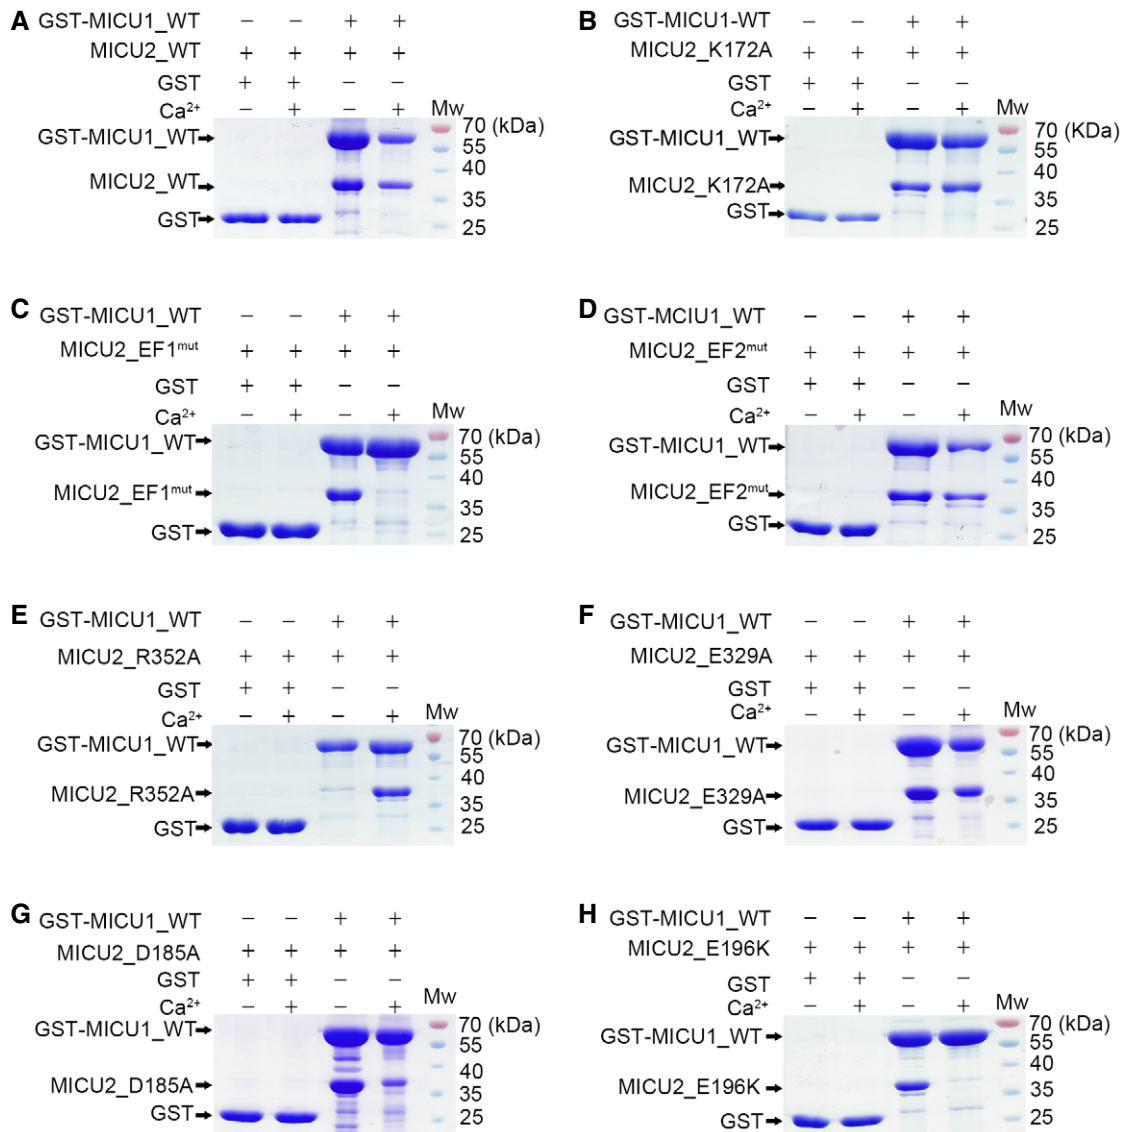 A
GST-MICU1_WT − − + +
MICU2_WT + + + +
GST + + − −
Ca²⁺ − + − + Mw
GST-MICU1_WT 70 (kDa)
55
40
MICU2_WT
35
GST
25
B
GST-MICU1-WT − − + +
MICU2_K172A + + + +
GST + + − −
Ca²⁺ − + − + Mw
GST-MICU1_WT 70 (KDa)
55
40
MICU2_K172A
35
GST
25
C
GST-MICU1_WT − − + +
MICU2_EF1ᵐᵘᵗ + + + +
GST + + − −
Ca²⁺ − + − + Mw
GST-MICU1_WT 70 (kDa)
55
40
MICU2_EF1ᵐᵘᵗ
35
GST 25
D
GST-MCIU1_WT − − + +
MICU2_EF2ᵐᵘᵗ + + + +
GST + + − −
Ca²⁺ − + − + Mw
GST-MICU1_WT 70 (kDa)
55
40
MICU2_EF2ᵐᵘᵗ
35
GST
25
E
GST-MICU1_WT − − + +
MICU2_R352A + + + +
GST + + − −
Ca²⁺ − + − + Mw
GST-MICU1_WT 70 (kDa)
55
40
MICU2_R352A
35
GST 25
F
GST-MICU1_WT − − + +
MICU2_E329A + + + +
GST + + − −
Ca²⁺ − + − + Mw
GST-MICU1_WT 70 (kDa)
55
40
MICU2_E329A
35
GST 25
G
GST-MICU1_WT − − + +
MICU2_D185A + + + +
GST + + − −
Ca²⁺ − + − + Mw
GST-MICU1_WT 70 (kDa)
55
40
MICU2_D185A
35
GST 25
H
GST-MICU1_WT − − + +
MICU2_E196K + + + +
GST + + − −
Ca²⁺ − + − + Mw
GST-MICU1_WT 70 (kDa)
55
40
MICU2_E196K
35
GST 25